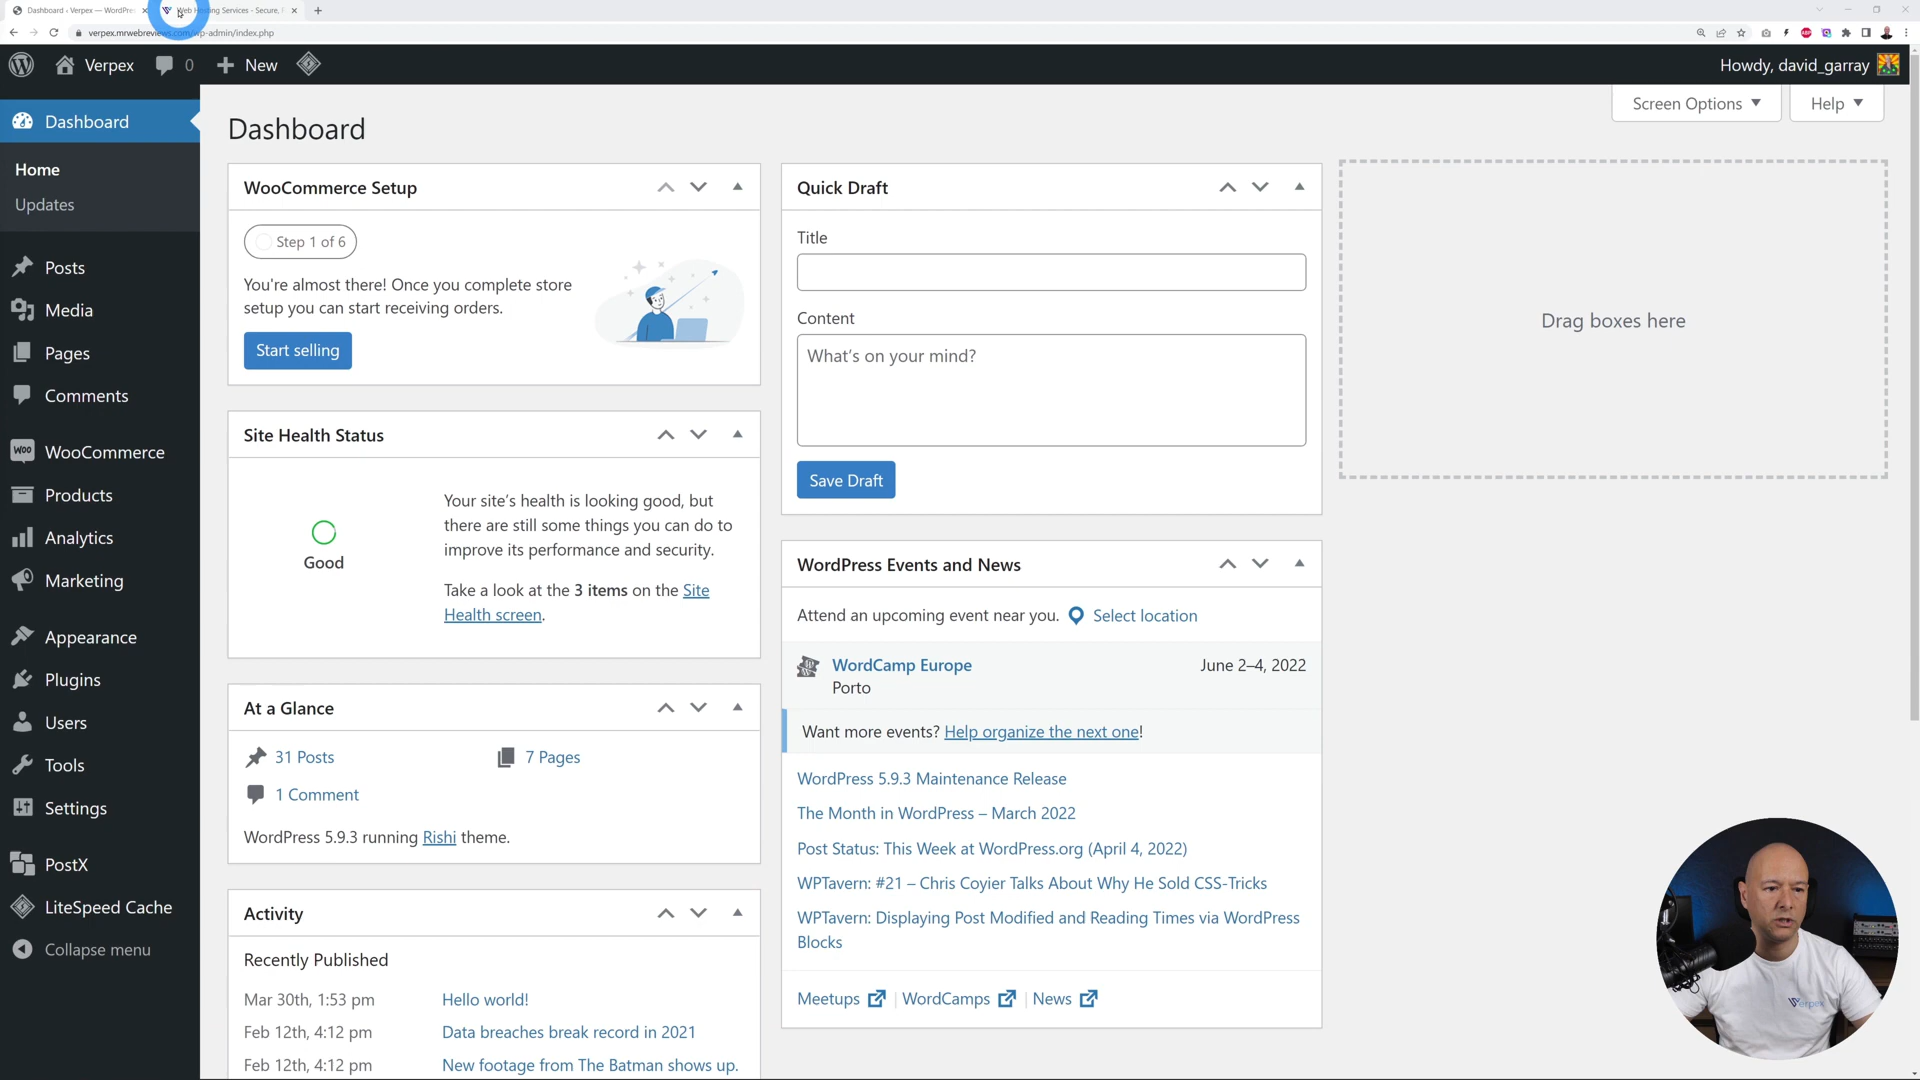 Dashboard ‹ Verpex — WordPre
Web Hosting Services - Secure, F
verpex.mrwebreviews.com/wp-admin/index.php
Verpex
0
New
Howdy, david_garray
Screen Options
Help
Dashboard
Home
Updates
Posts
Media
Pages
Comments
WooCommerce
Products
Analytics
Marketing
Appearance
Plugins
Users
Tools
Settings
PostX
LiteSpeed Cache
Collapse menu
Dashboard
WooCommerce Setup
Step 1 of 6
You're almost there! Once you complete store
setup you can start receiving orders.
Start selling
Site Health Status
Good
Your site's health is looking good, but
there are still some things you can do to
improve its performance and security.
Take a look at the 3 items on the Site
Health screen.
At a Glance
31 Posts
7 Pages
1 Comment
WordPress 5.9.3 running Rishi theme.
Activity
Recently Published
Mar 30th, 1:53 pm Hello world!
Feb 12th, 4:12 pm Data breaches break record in 2021
Feb 12th, 4:12 pm New footage from The Batman shows up.
Quick Draft
Title
Content
What's on your mind?
Save Draft
WordPress Events and News
Attend an upcoming event near you. Select location
WordCamp Europe June 2–4, 2022
Porto
Want more events? Help organize the next one!
WordPress 5.9.3 Maintenance Release
The Month in WordPress – March 2022
Post Status: This Week at WordPress.org (April 4, 2022)
WPTavern: #21 – Chris Coyier Talks About Why He Sold CSS-Tricks
WPTavern: Displaying Post Modified and Reading Times via WordPress
Blocks
Meetups | WordCamps | News
Drag boxes here
Verpex